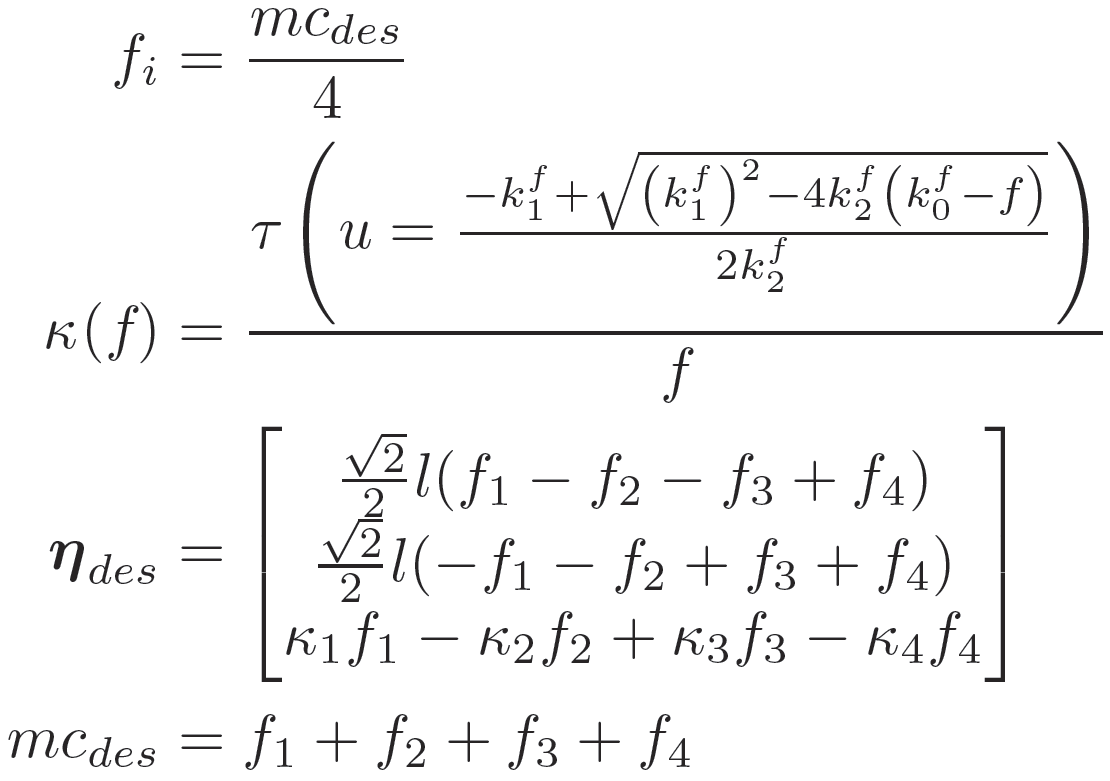 f_i = \frac{mc_{des}}{4}
\kappa(f) = \frac{\tau\left(u = \frac{-k_1^f + \sqrt{\left(k_1^f\right)^2 - 4k_2^f\left(k_0^f - f\right)}}{2k_2^f}\right)}{f}
\boldsymbol{\eta}_{des} = \begin{bmatrix} \frac{\sqrt{2}}{2}l(f_1 - f_2 - f_3 + f_4) \\ \frac{\sqrt{2}}{2}l(-f_1 - f_2 + f_3 + f_4) \\ \kappa_1 f_1 - \kappa_2 f_2 + \kappa_3 f_3 - \kappa_4 f_4 \end{bmatrix}
mc_{des} = f_1 + f_2 + f_3 + f_4